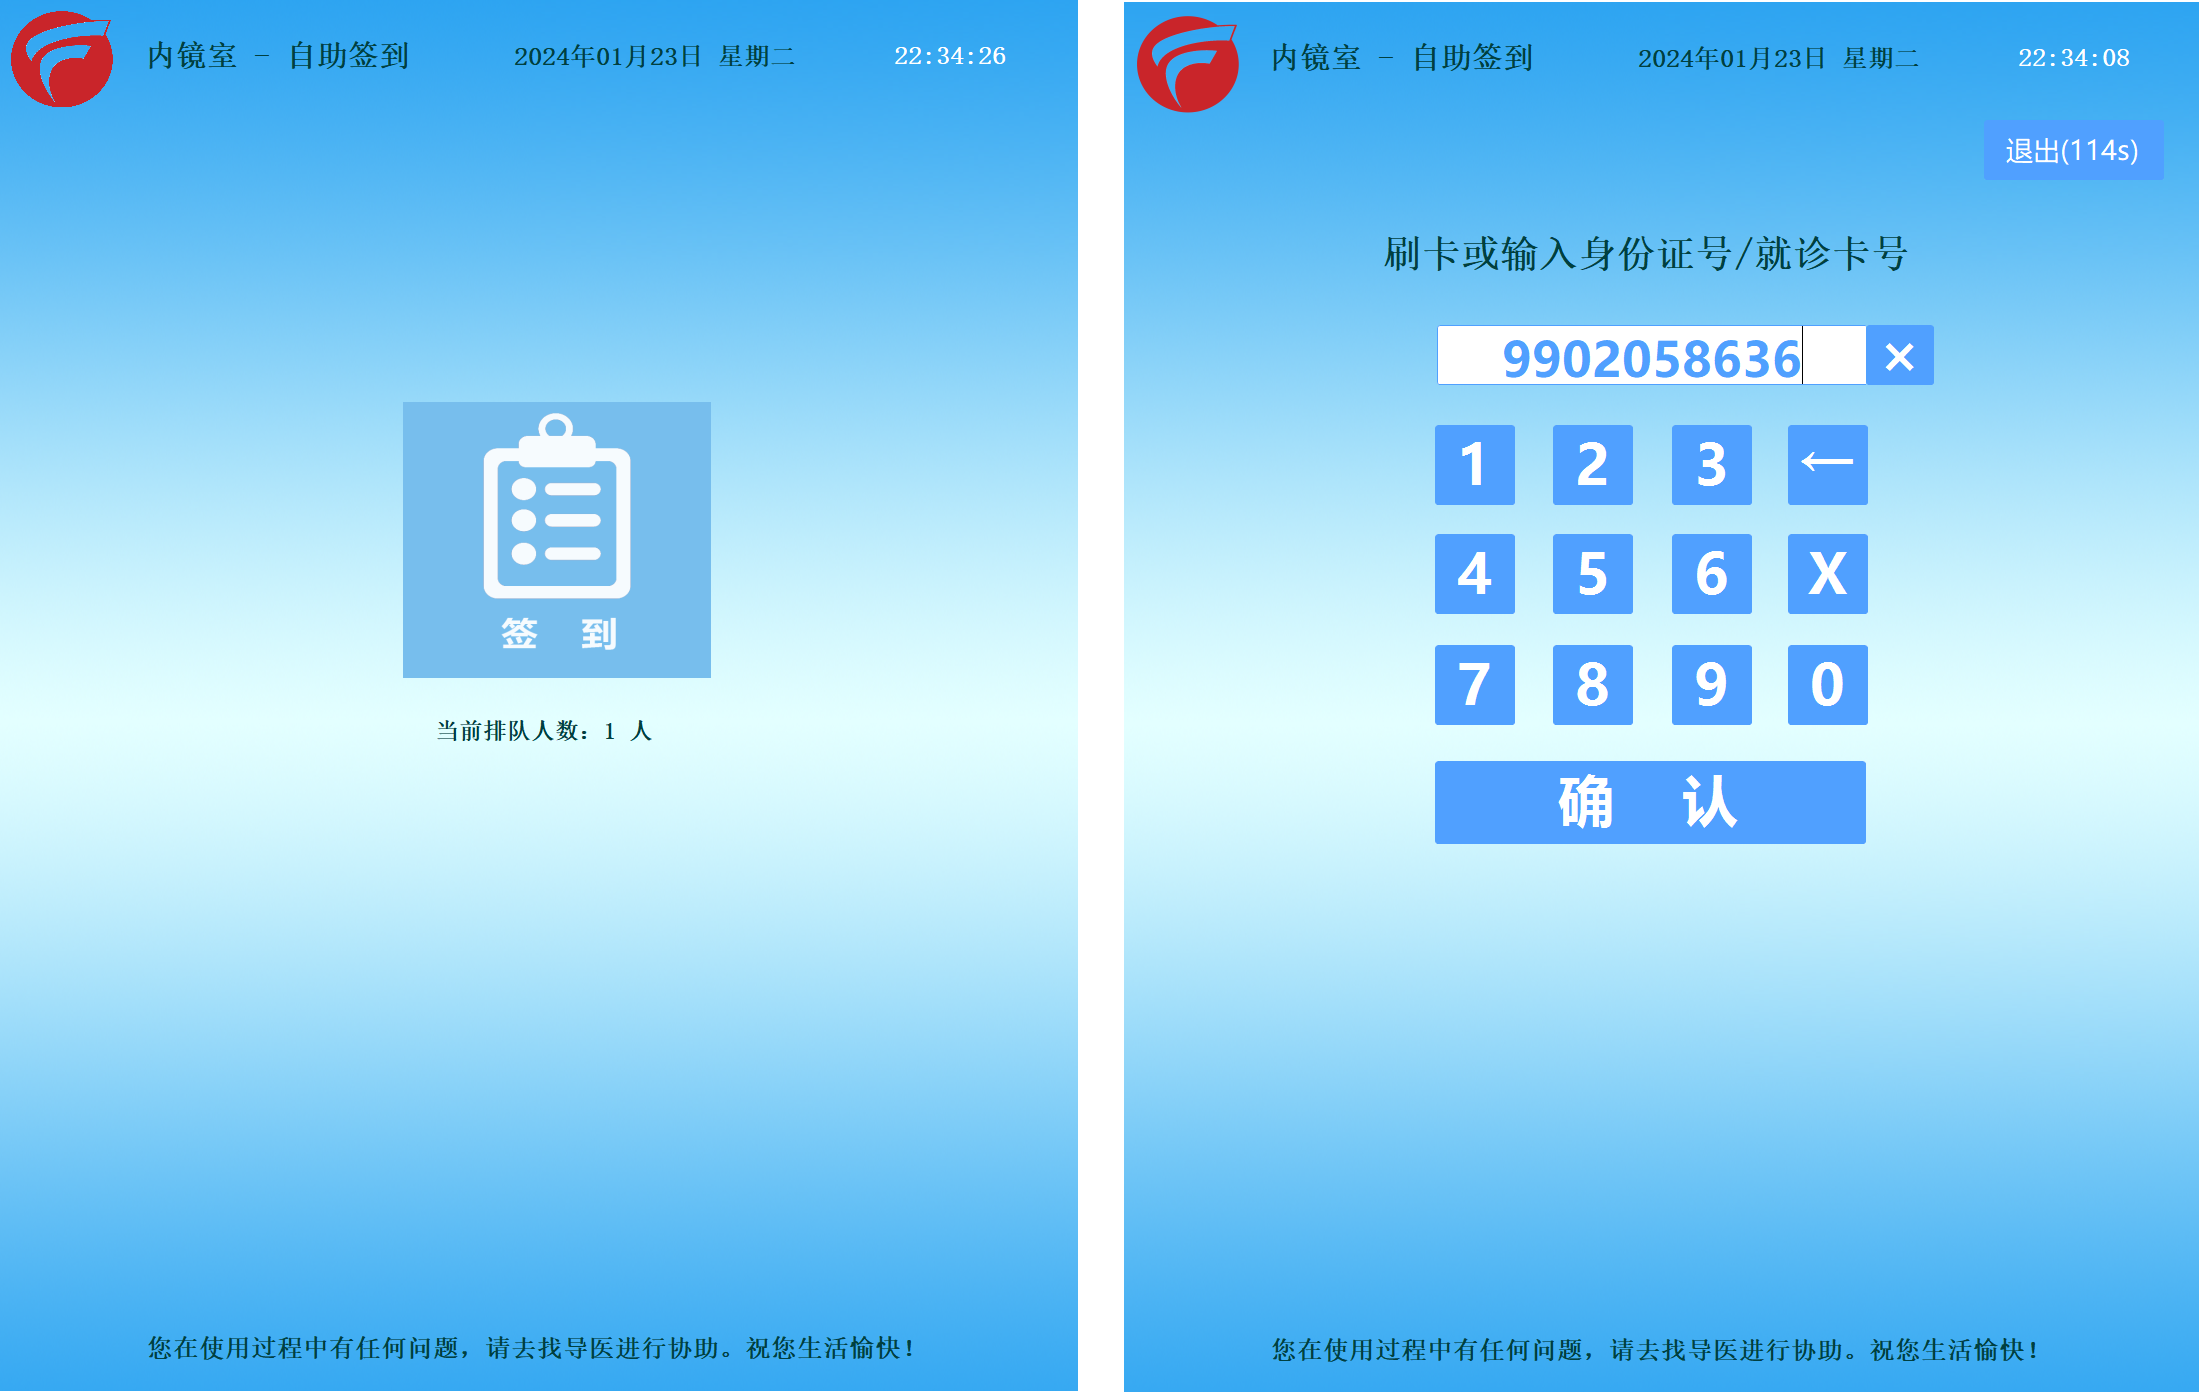 内镜室 - 自助签到 2024年01月23日 星期二 22:34:26
签 到
当前排队人数：1 人
您在使用过程中有任何问题，请去找导医进行协助。祝您生活愉快！
内镜室 - 自助签到 2024年01月23日 星期二 22:34:08
退出(114s)
刷卡或输入身份证号/就诊卡号
9902058636 ×
1 2 3 ←
4 5 6 X
7 8 9 0
确 认
您在使用过程中有任何问题，请去找导医进行协助。祝您生活愉快！